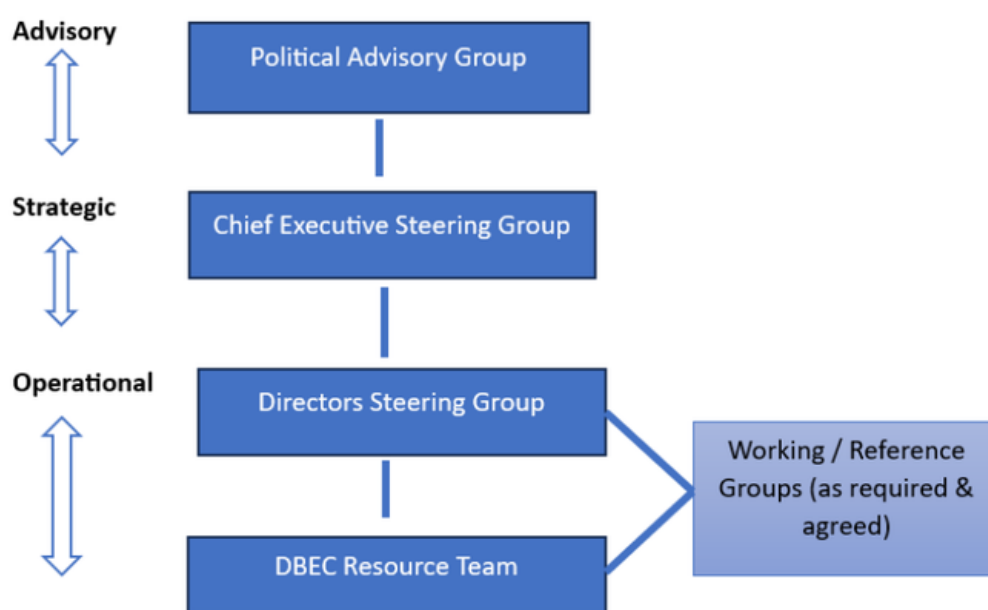 Advisory
Political Advisory Group
Strategic
Chief Executive Steering Group
Operational
Directors Steering Group
Working / Reference
Groups (as required &
agreed)
DBEC Resource Team